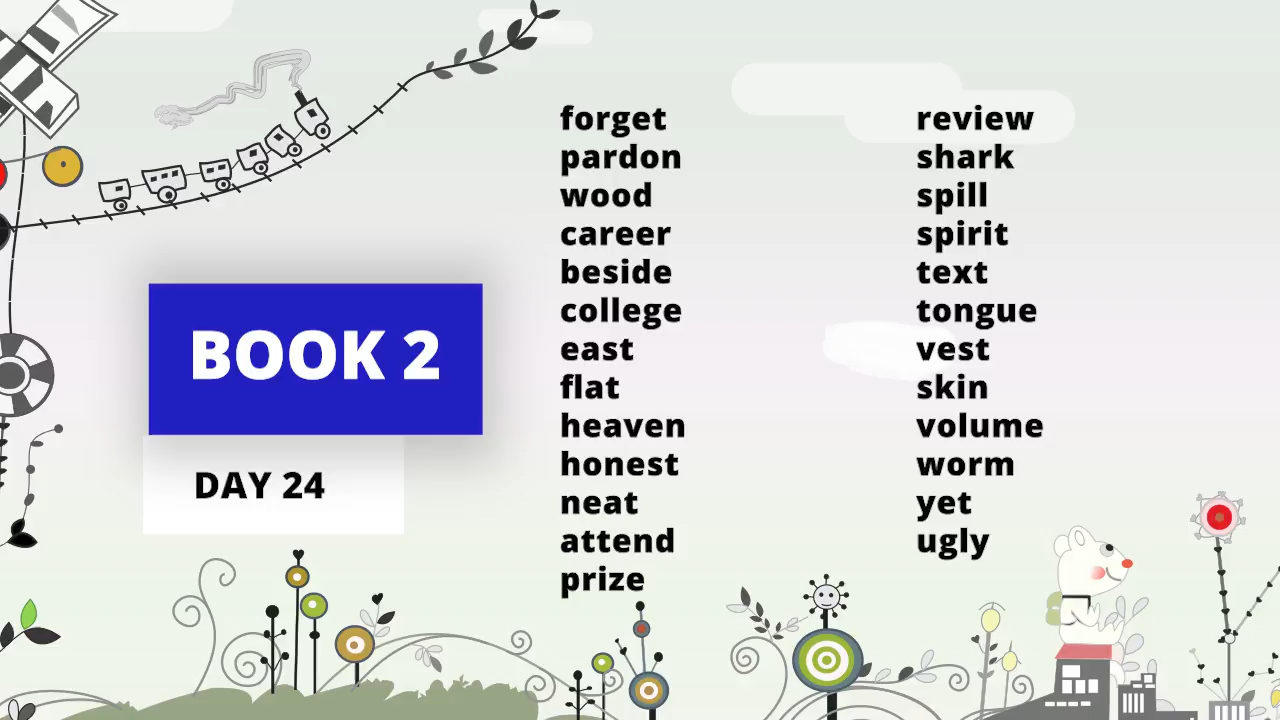 BOOK 2
DAY 24
forget
pardon
wood
career
beside
college
east
flat
heaven
honest
neat
attend
prize
review
shark
spill
spirit
text
tongue
vest
skin
volume
worm
yet
ugly